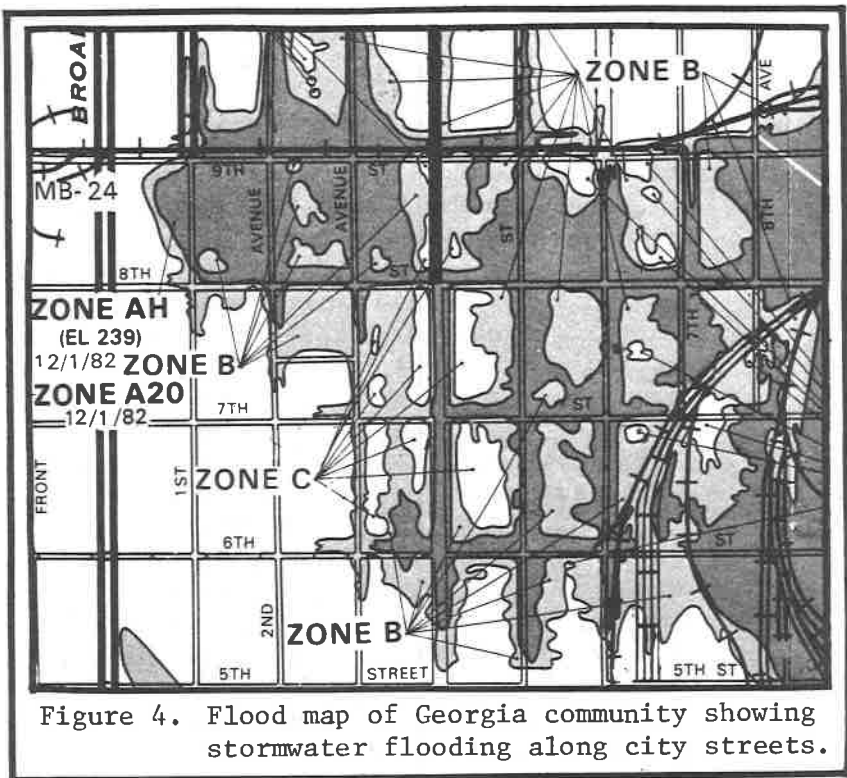 BROA
ZONE B
AVE
9TH
ST
MB-24
AVENUE
AVENUE
ST
8TH
8TH
ST
ZONE AH
(EL 239)
12/1/82 ZONE B
ZONE A20
12/1/82
7TH
7TH
ST
FRONT
1ST
ZONE C
6TH
ST
2ND
ZONE B
5TH
STREET
5TH ST
Figure 4. Flood map of Georgia community showing
stormwater flooding along city streets.